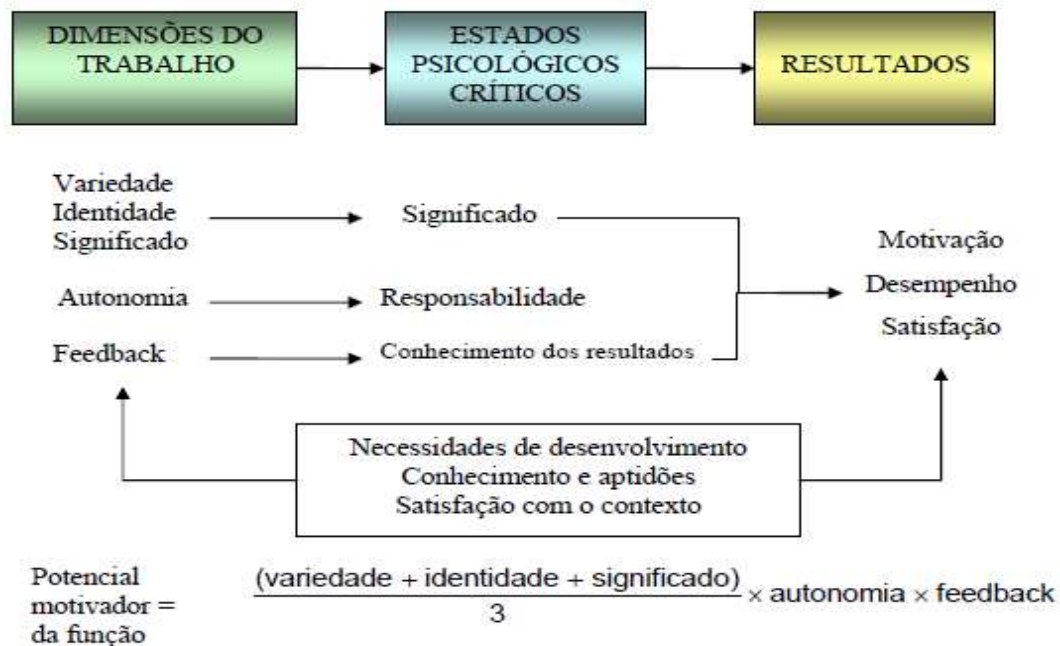 DIMENSÕES DO
TRABALHO
ESTADOS
PSICOLÓGICOS
CRÍTICOS
RESULTADOS
Variedade
Identidade
Significado
Significado
Autonomia
Responsabilidade
Feedback
Conhecimento dos resultados
Motivação
Desempenho
Satisfação
Necessidades de desenvolvimento
Conhecimento e aptidões
Satisfação com o contexto
Potencial
motivador =
da função
(variedade + identidade + significado)
3
× autonomia × feedback